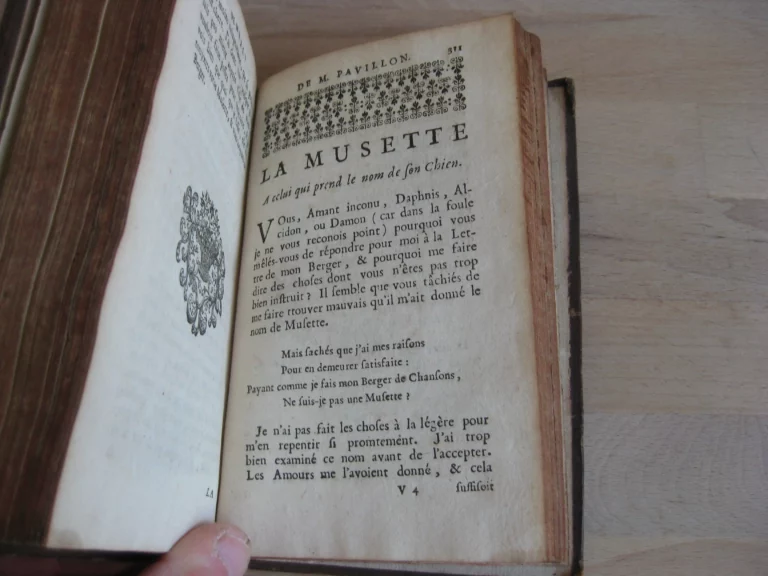 DE M. PAVILLON. 311
LA MUSETTE
A celui qui prend le nom de ſon Chien.
VOus, Amant inconu, Daphnis, Al-
cidon, ou Damon (car dans la foule
je ne vous reconois point) pourquoi vous
mêlés-vous de répondre pour moi à la Let-
tre de mon Berger, & pourquoi me faire
dire des choſes dont vous n'êtes pas trop
bien inſtruit? Il ſemble que vous tâchiés de
me faire trouver mauvais qu'il m'ait donné le
nom de Muſette.
Mais ſachés que j'ai mes raiſons
Pour en demeurer ſatisfaite:
Payant comme je fais mon Berger de Chanſons,
Ne ſuis-je pas une Muſette?
Je n'ai pas fait les choſes à la légère pour
m'en repentir ſi promtement. J'ai trop
bien examiné ce nom avant de l'accepter.
Les Amours me l'avoient donné, & cela
V 4 ſuffiſoit
LA